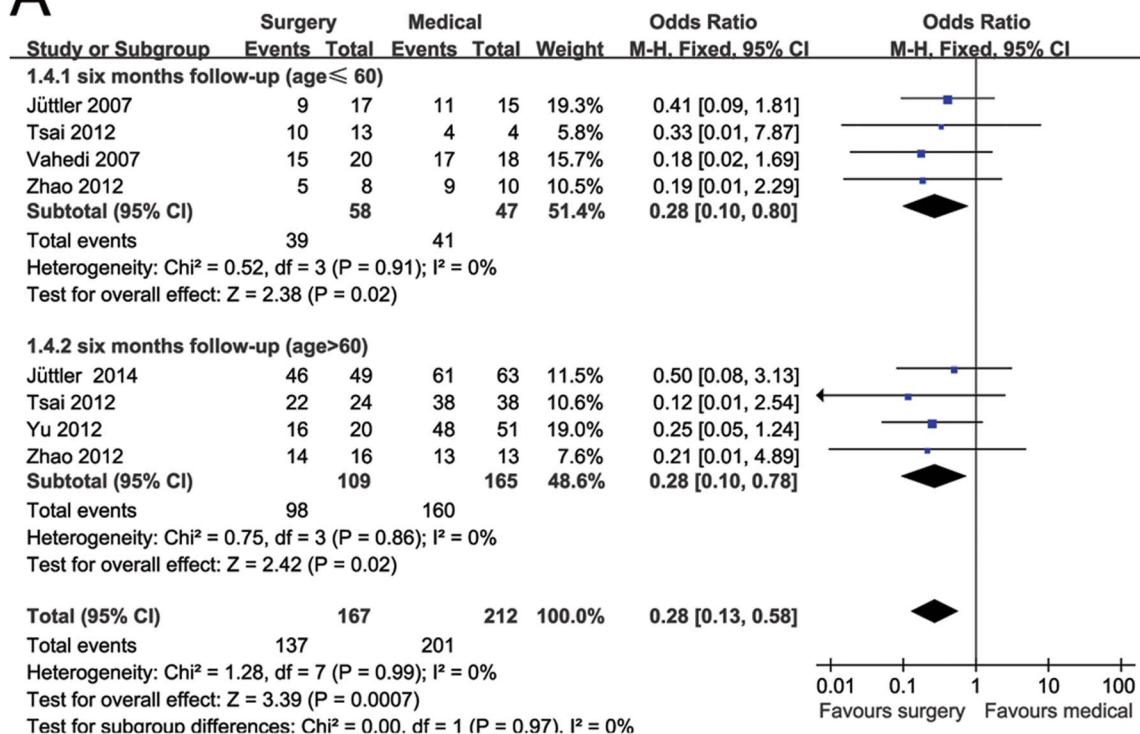 A
Surgery Medical Odds Ratio Odds Ratio
Study or Subgroup Events Total Events Total Weight M-H, Fixed, 95% CI M-H, Fixed, 95% CI
1.4.1 six months follow-up (age≤ 60)
Jüttler 2007 9 17 11 15 19.3% 0.41 [0.09, 1.81]
Tsai 2012 10 13 4 4 5.8% 0.33 [0.01, 7.87]
Vahedi 2007 15 20 17 18 15.7% 0.18 [0.02, 1.69]
Zhao 2012 5 8 9 10 10.5% 0.19 [0.01, 2.29]
Subtotal (95% CI) 58 47 51.4% 0.28 [0.10, 0.80]
Total events 39 41
Heterogeneity: Chi² = 0.52, df = 3 (P = 0.91); I² = 0%
Test for overall effect: Z = 2.38 (P = 0.02)
1.4.2 six months follow-up (age>60)
Jüttler 2014 46 49 61 63 11.5% 0.50 [0.08, 3.13]
Tsai 2012 22 24 38 38 10.6% 0.12 [0.01, 2.54]
Yu 2012 16 20 48 51 19.0% 0.25 [0.05, 1.24]
Zhao 2012 14 16 13 13 7.6% 0.21 [0.01, 4.89]
Subtotal (95% CI) 109 165 48.6% 0.28 [0.10, 0.78]
Total events 98 160
Heterogeneity: Chi² = 0.75, df = 3 (P = 0.86); I² = 0%
Test for overall effect: Z = 2.42 (P = 0.02)
Total (95% CI) 167 212 100.0% 0.28 [0.13, 0.58]
Total events 137 201
Heterogeneity: Chi² = 1.28, df = 7 (P = 0.99); I² = 0%
Test for overall effect: Z = 3.39 (P = 0.0007)
Test for subgroup differences: Chi² = 0.00, df = 1 (P = 0.97), I² = 0%
0.01 0.1 1 10 100
Favours surgery Favours medical